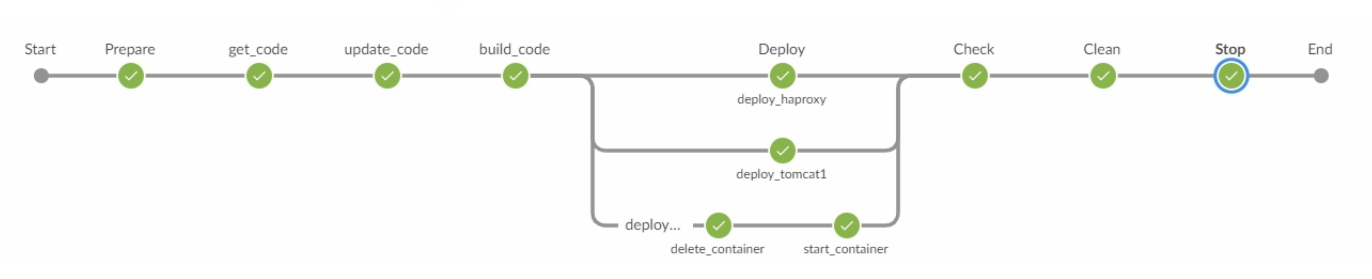 Start
Prepare
get_code
update_code
build_code
Deploy
Check
Clean
Stop
End
deploy_haproxy
deploy_tomcat1
deploy...
delete_container
start_container